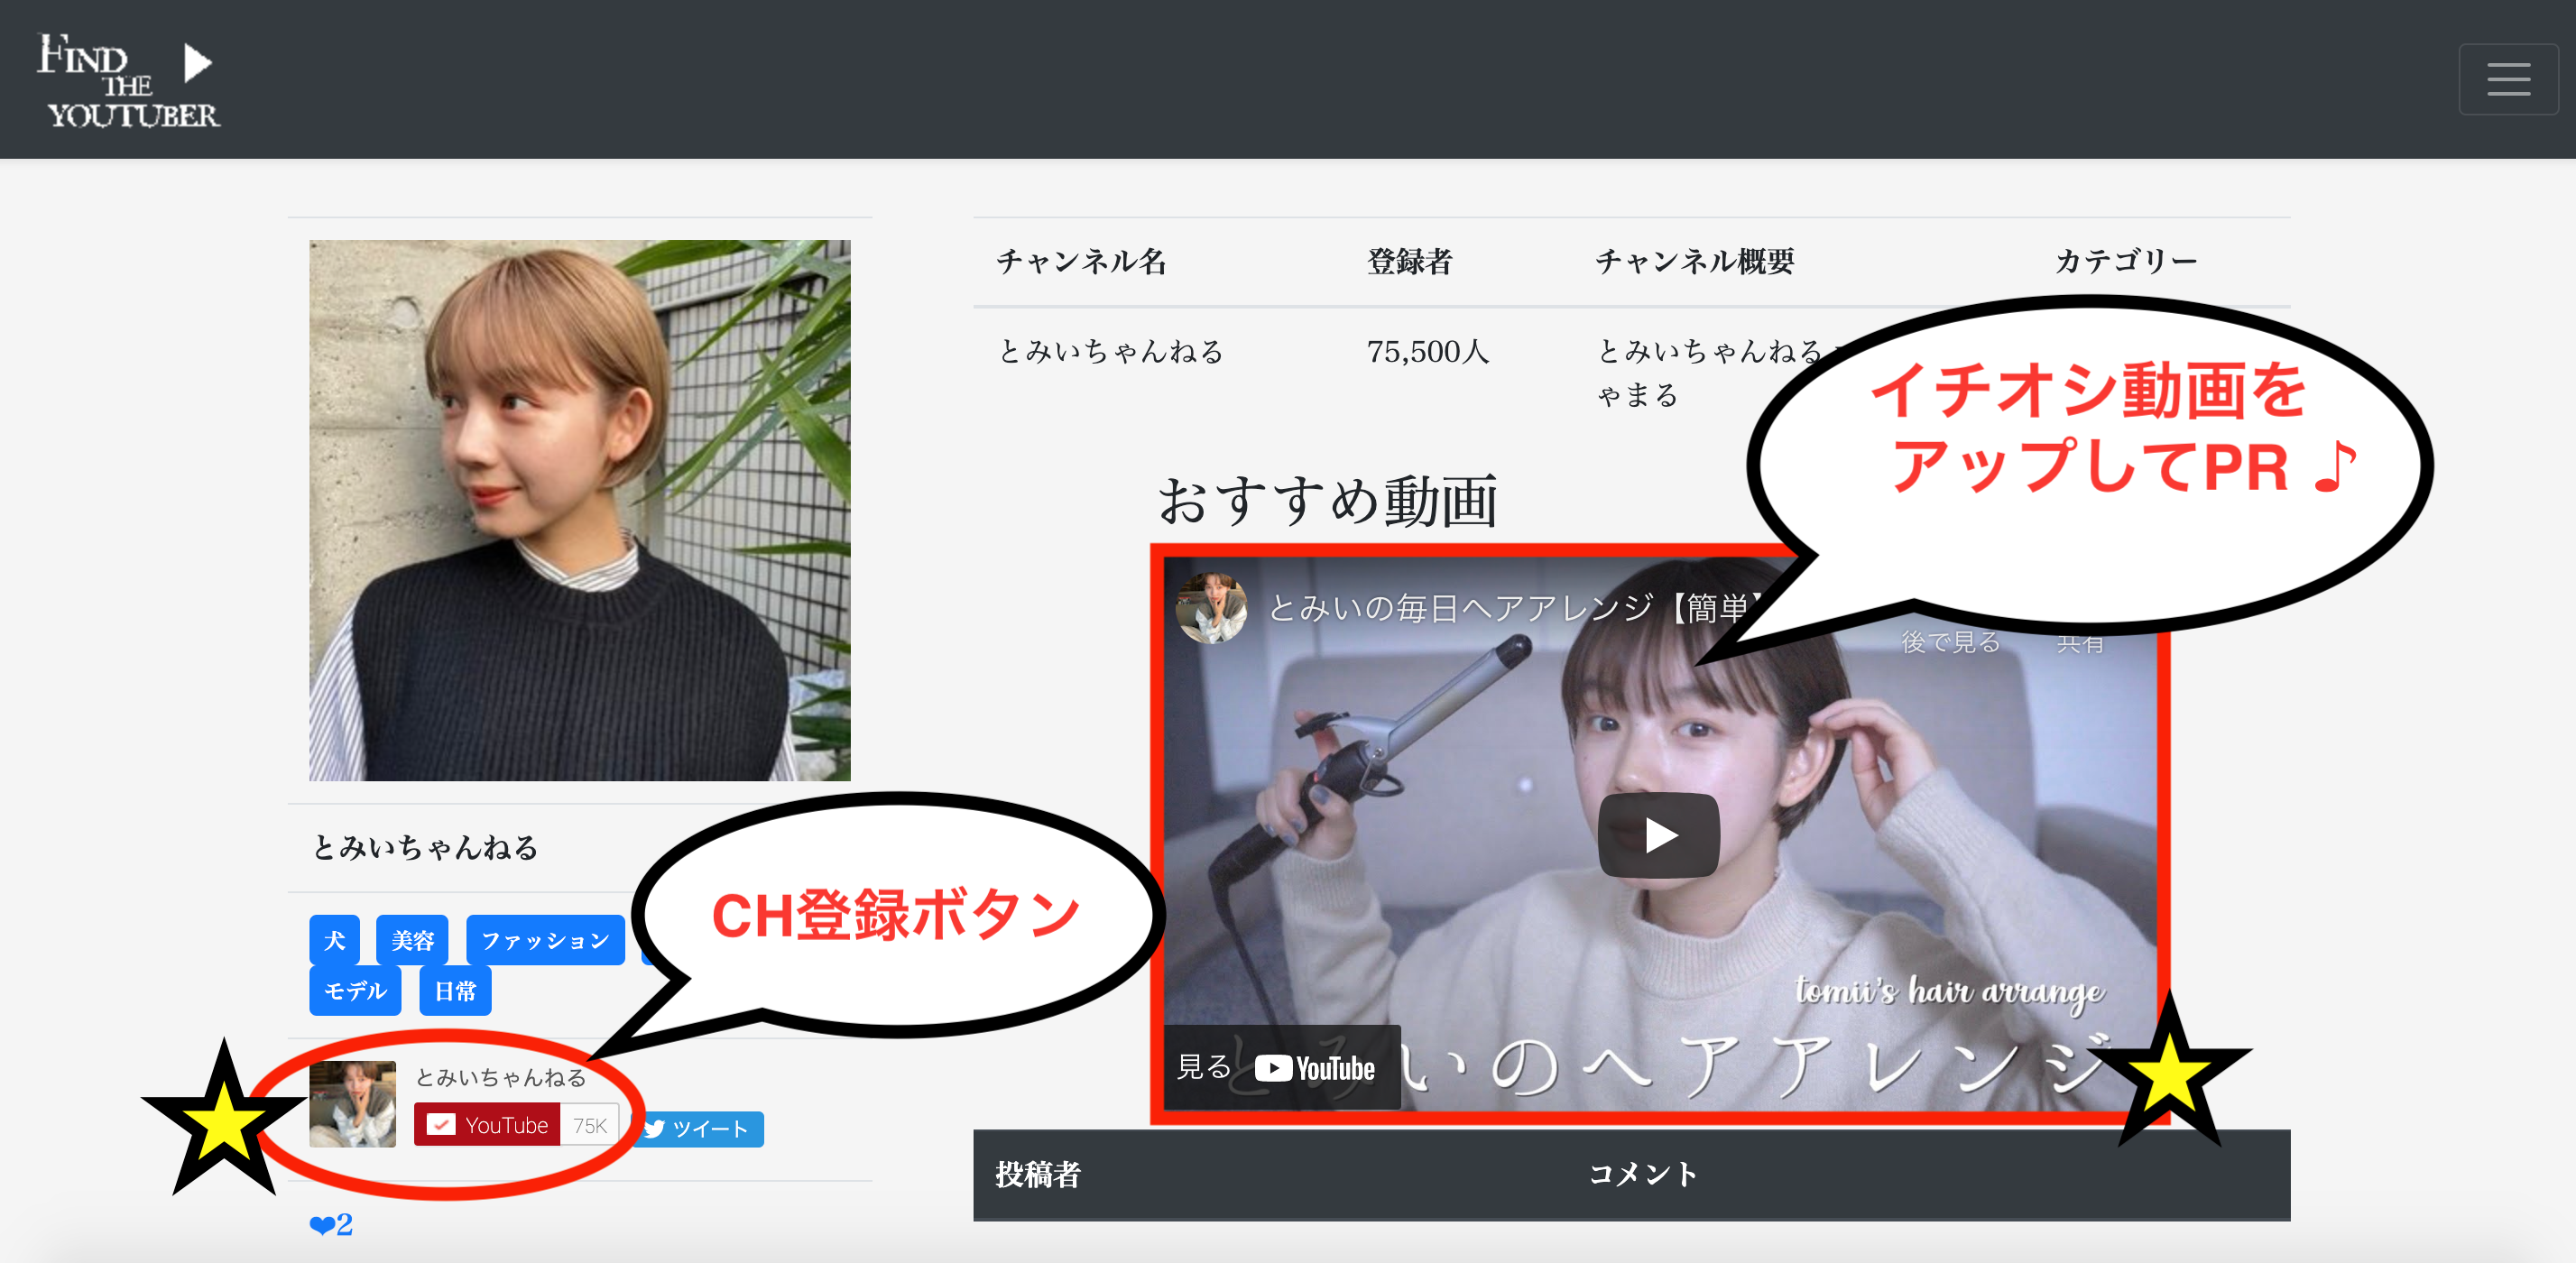 FIND
THE
YOUTUBER
チャンネル名 登録者 チャンネル概要 カテゴリー
とみいちゃんねる 75,500人 とみいちゃんねる
ゃまる
イチオシ動画を
アップしてPR ♪
おすすめ動画
とみいの毎日ヘアアレンジ【簡単】
後で見る 共有
tomii's hair arrange
とみいのヘアアレンジ
見る YouTube
とみいちゃんねる
CH登録ボタン
犬 美容 ファッション
モデル 日常
とみいちゃんねる
YouTube 75K ツイート
❤2
投稿者 コメント